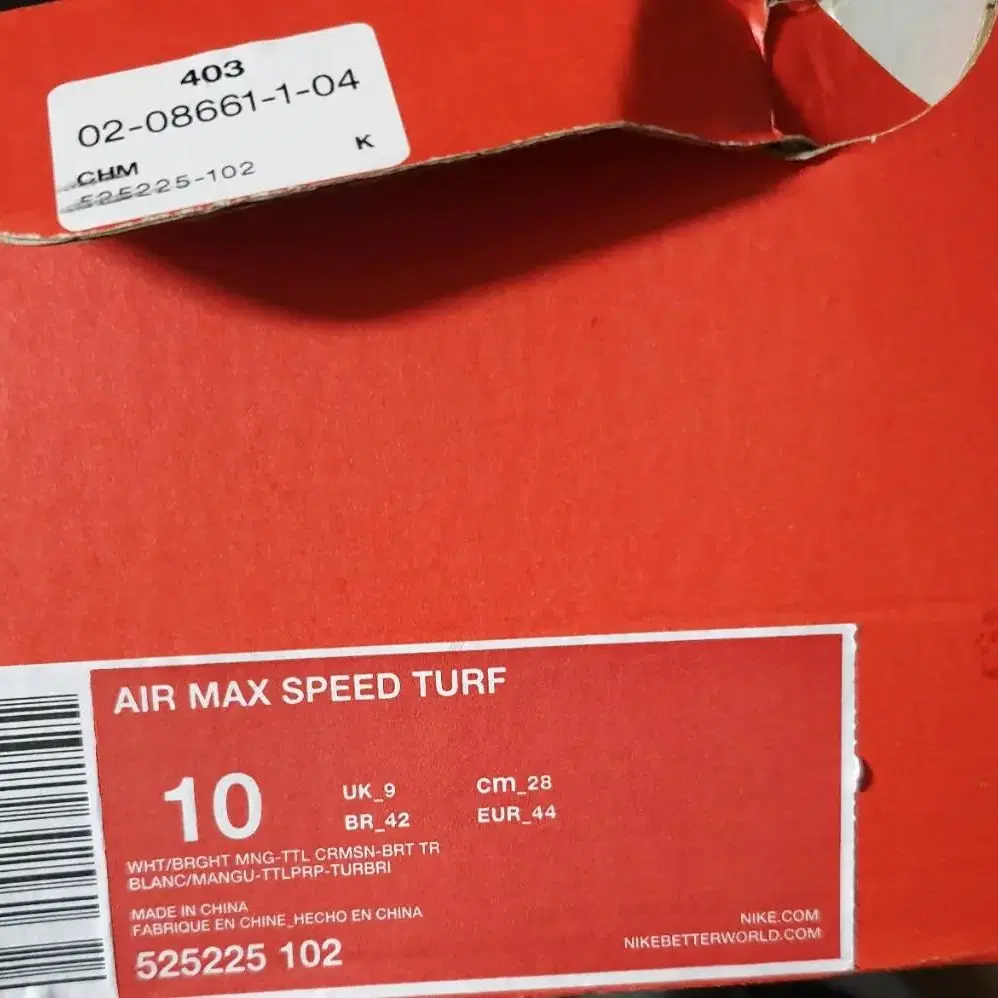 403
02-08661-1-04
CHM K
525225-102
AIR MAX SPEED TURF
10
UK_9 cm_28
BR_42 EUR_44
WHT/BRGHT MNG-TTL CRMSN-BRT TR
BLANC/MANGU-TTLPRP-TURBRI
MADE IN CHINA
FABRIQUE EN CHINE_HECHO EN CHINA
525225 102
NIKE.COM
NIKEBETTERWORLD.COM